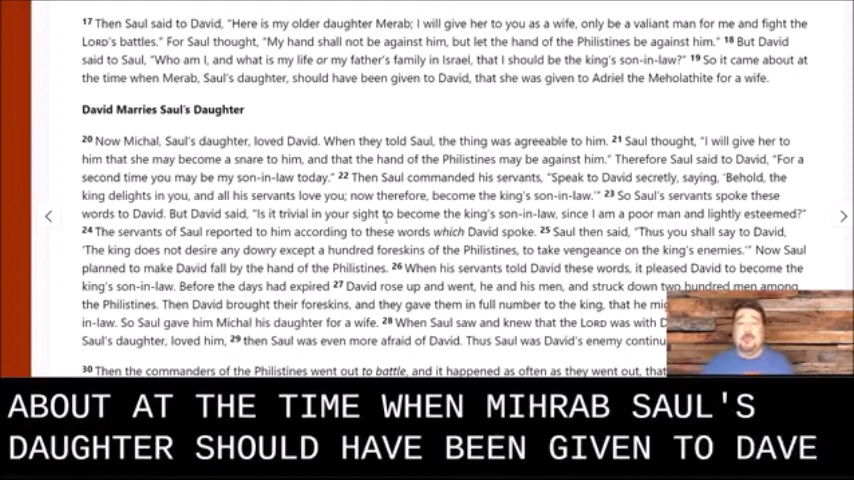 17 Then Saul said to David, "Here is my older daughter Merab; I will give her to you as a wife, only be a valiant man for me and fight the
LORD's battles." For Saul thought, "My hand shall not be against him, but let the hand of the Philistines be against him." 18 But David
said to Saul, "Who am I, and what is my life or my father's family in Israel, that I should be the king's son-in-law?" 19 So it came about at
the time when Merab, Saul's daughter, should have been given to David, that she was given to Adriel the Meholathite for a wife.
David Marries Saul's Daughter
20 Now Michal, Saul's daughter, loved David. When they told Saul, the thing was agreeable to him. 21 Saul thought, "I will give her to
him that she may become a snare to him, and that the hand of the Philistines may be against him." Therefore Saul said to David, "For a
second time you may be my son-in-law today." 22 Then Saul commanded his servants, "Speak to David secretly, saying, 'Behold, the
king delights in you, and all his servants love you; now therefore, become the king's son-in-law.'" 23 So Saul's servants spoke these
words to David. But David said, "Is it trivial in your sight to become the king's son-in-law, since I am a poor man and lightly esteemed?"
24 The servants of Saul reported to him according to these words which David spoke. 25 Saul then said, "Thus you shall say to David,
'The king does not desire any dowry except a hundred foreskins of the Philistines, to take vengeance on the king's enemies.'" Now Saul
planned to make David fall by the hand of the Philistines. 26 When his servants told David these words, it pleased David to become the
king's son-in-law. Before the days had expired 27 David rose up and went, he and his men, and struck down two hundred men among
the Philistines. Then David brought their foreskins, and they gave them in full number to the king, that he
in-law. So Saul gave him Michal his daughter for a wife. 28 When Saul saw and knew that the LORD was with
Saul's daughter, loved him, 29 then Saul was even more afraid of David. Thus Saul was David's enemy
30 Then the commanders of the Philistines went out to battle, and it happened as often as they went out, that
ABOUT AT THE TIME WHEN MIHRAB SAUL'S
DAUGHTER SHOULD HAVE BEEN GIVEN TO DAVE